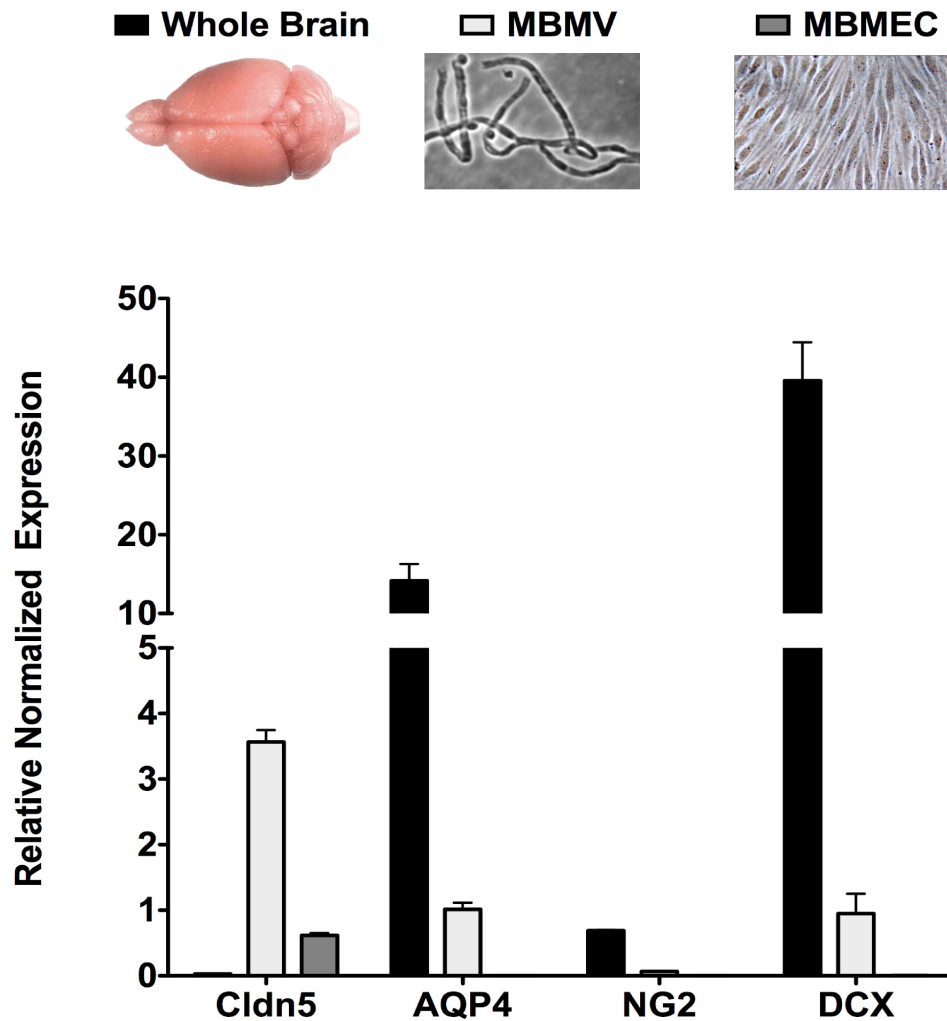 Whole Brain
MBMV
MBMEC
Relative Normalized Expression
50
40
30
20
10
5
4
3
2
1
0
Cldn5
AQP4
NG2
DCX